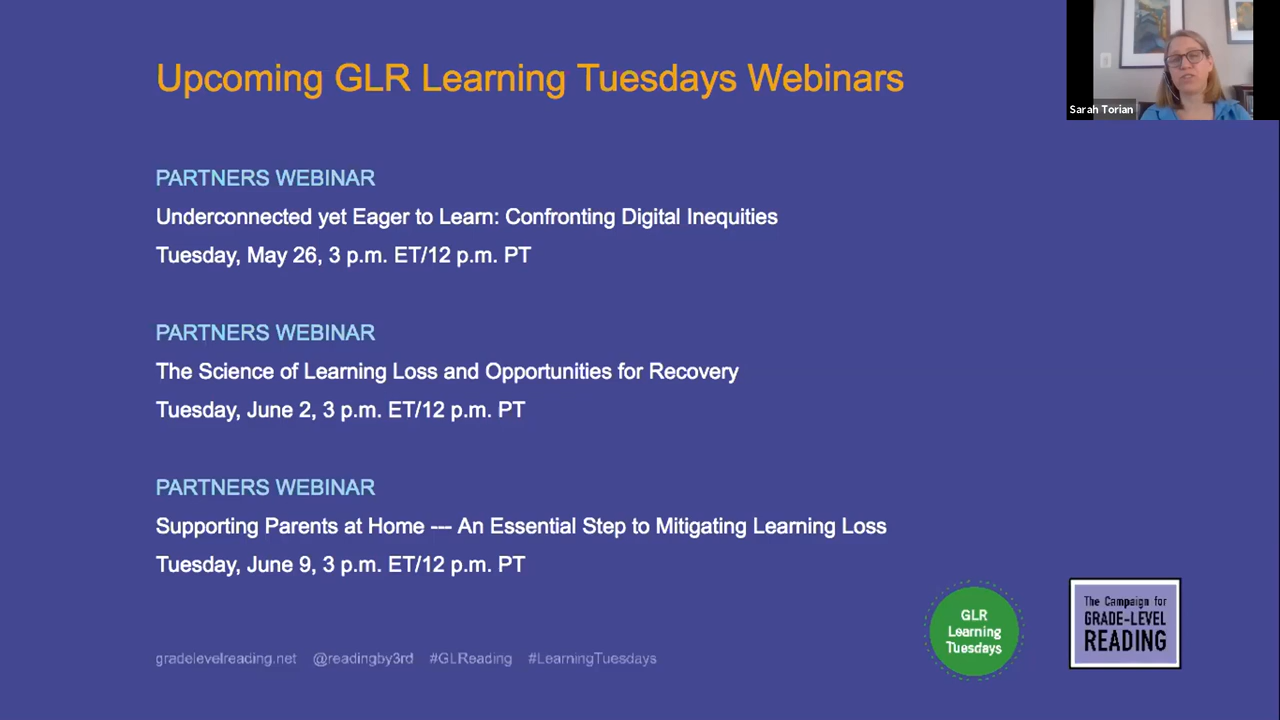 Upcoming GLR Learning Tuesdays Webinars
Sarah Torian
PARTNERS WEBINAR
Underconnected yet Eager to Learn: Confronting Digital Inequities
Tuesday, May 26, 3 p.m. ET/12 p.m. PT
PARTNERS WEBINAR
The Science of Learning Loss and Opportunities for Recovery
Tuesday, June 2, 3 p.m. ET/12 p.m. PT
PARTNERS WEBINAR
Supporting Parents at Home --- An Essential Step to Mitigating Learning Loss
Tuesday, June 9, 3 p.m. ET/12 p.m. PT
gradelevelreading.net @readingby3rd #GLReading #LearningTuesdays
GLR
Learning
Tuesdays
The Campaign for
GRADE-LEVEL
READING